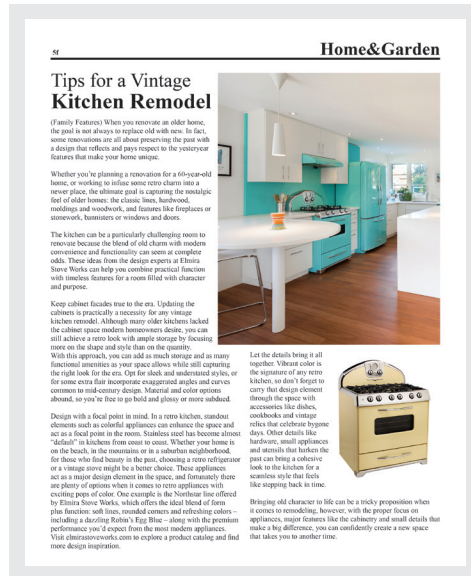 5f
Home&Garden
Tips for a Vintage
Kitchen Remodel
(Family Features) When you renovate an older home,
the goal is not always to replace old with new. In fact,
some renovations are all about preserving the past with
a design that reflects and pays respect to the yesteryear
features that make your home unique.
Whether you're planning a renovation for a 60-year-old
home, or working to infuse some retro charm into a
newer place, the ultimate goal is capturing the nostalgic
feel of older homes: the classic lines, hardwood,
moldings and woodwork, and features like fireplaces or
stonework, bannisters or windows and doors.
The kitchen can be a particularly challenging room to
renovate because the blend of old charm with modern
convenience and functionality can seem at complete
odds. These ideas from the design experts at Elmira
Stove Works can help you combine practical function
with timeless features for a room filled with character
and purpose.
Keep cabinet facades true to the era. Updating the
cabinets is practically a necessity for any vintage
kitchen remodel. Although many older kitchens lacked
the cabinet space modern homeowners desire, you can
still achieve a retro look with ample storage by focusing
more on the shape and style than on the quantity.
With this approach, you can add as much storage and as many
functional amenities as your space allows while still capturing
the right look for the era. Opt for sleek and understated styles, or
for some extra flair incorporate exaggerated angles and curves
common to mid-century design. Material and color options
abound, so you're free to go bold and glossy or more subdued.
Design with a focal point in mind. In a retro kitchen, standout
elements such as colorful appliances can enhance the space and
act as a focal point in the room. Stainless steel has become almost
"default" in kitchens from coast to coast. Whether your home is
on the beach, in the mountains or in a suburban neighborhood,
for those who find beauty in the past, choosing a retro refrigerator
or a vintage stove might be a better choice. These appliances
act as a major design element in the space, and fortunately there
are plenty of options when it comes to retro appliances with
exciting pops of color. One example is the Northstar line offered
by Elmira Stove Works, which offers the ideal blend of form
plus function: soft lines, rounded corners and refreshing colors –
including a dazzling Robin's Egg Blue – along with the premium
performance you'd expect from the most modern appliances.
Visit elmirastoveworks.com to explore a product catalog and find
more design inspiration.
Let the details bring it all
together. Vibrant color is
the signature of any retro
kitchen, so don't forget to
carry that design element
through the space with
accessories like dishes,
cookbooks and vintage
relics that celebrate bygone
days. Other details like
hardware, small appliances
and utensils that harken the
past can bring a cohesive
look to the kitchen for a
seamless style that feels
like stepping back in time.
Bringing old character to life can be a tricky proposition when
it comes to remodeling, however, with the proper focus on
appliances, major features like the cabinetry and small details that
make a big difference, you can confidently create a new space
that takes you to another time.